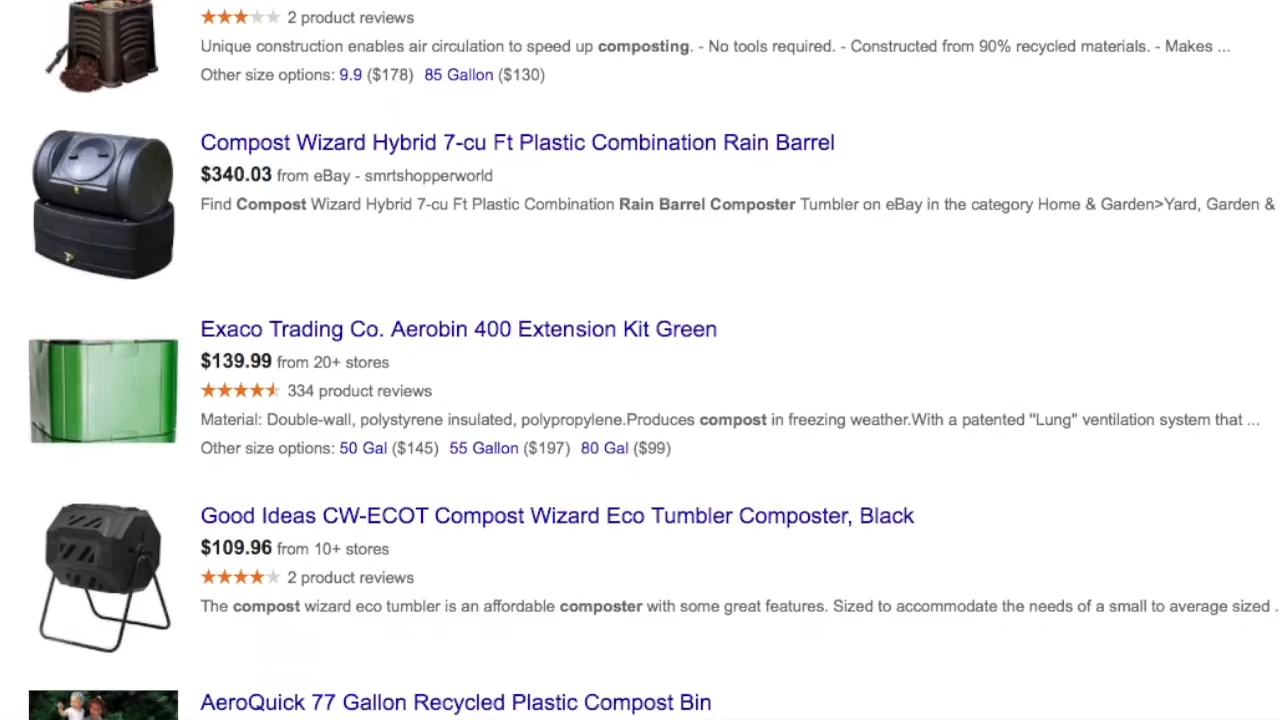 2 product reviews
Unique construction enables air circulation to speed up composting. - No tools required. - Constructed from 90% recycled materials. - Makes ...
Other size options: 9.9 ($178) 85 Gallon ($130)
Compost Wizard Hybrid 7-cu Ft Plastic Combination Rain Barrel
$340.03 from eBay - smrtshopperworld
Find Compost Wizard Hybrid 7-cu Ft Plastic Combination Rain Barrel Composter Tumbler on eBay in the category Home & Garden>Yard, Garden &
Exaco Trading Co. Aerobin 400 Extension Kit Green
$139.99 from 20+ stores
334 product reviews
Material: Double-wall, polystyrene insulated, polypropylene.Produces compost in freezing weather.With a patented "Lung" ventilation system that ...
Other size options: 50 Gal ($145) 55 Gallon ($197) 80 Gal ($99)
Good Ideas CW-ECOT Compost Wizard Eco Tumbler Composter, Black
$109.96 from 10+ stores
2 product reviews
The compost wizard eco tumbler is an affordable composter with some great features. Sized to accommodate the needs of a small to average sized .
AeroQuick 77 Gallon Recycled Plastic Compost Bin